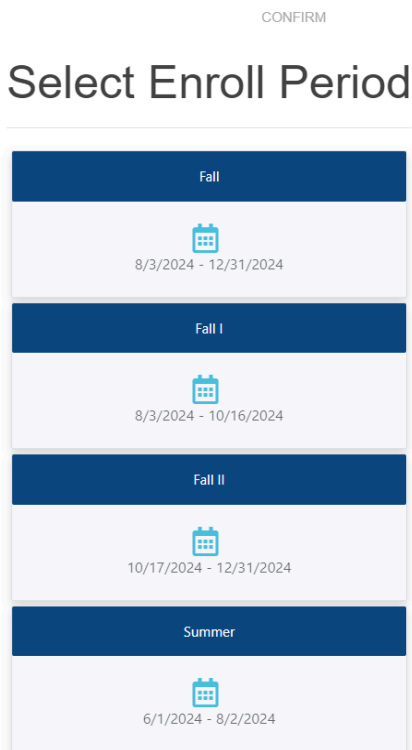 CONFIRM
Select Enroll Period
Fall
8/3/2024 - 12/31/2024
Fall I
8/3/2024 - 10/16/2024
Fall II
10/17/2024 - 12/31/2024
Summer
6/1/2024 - 8/2/2024